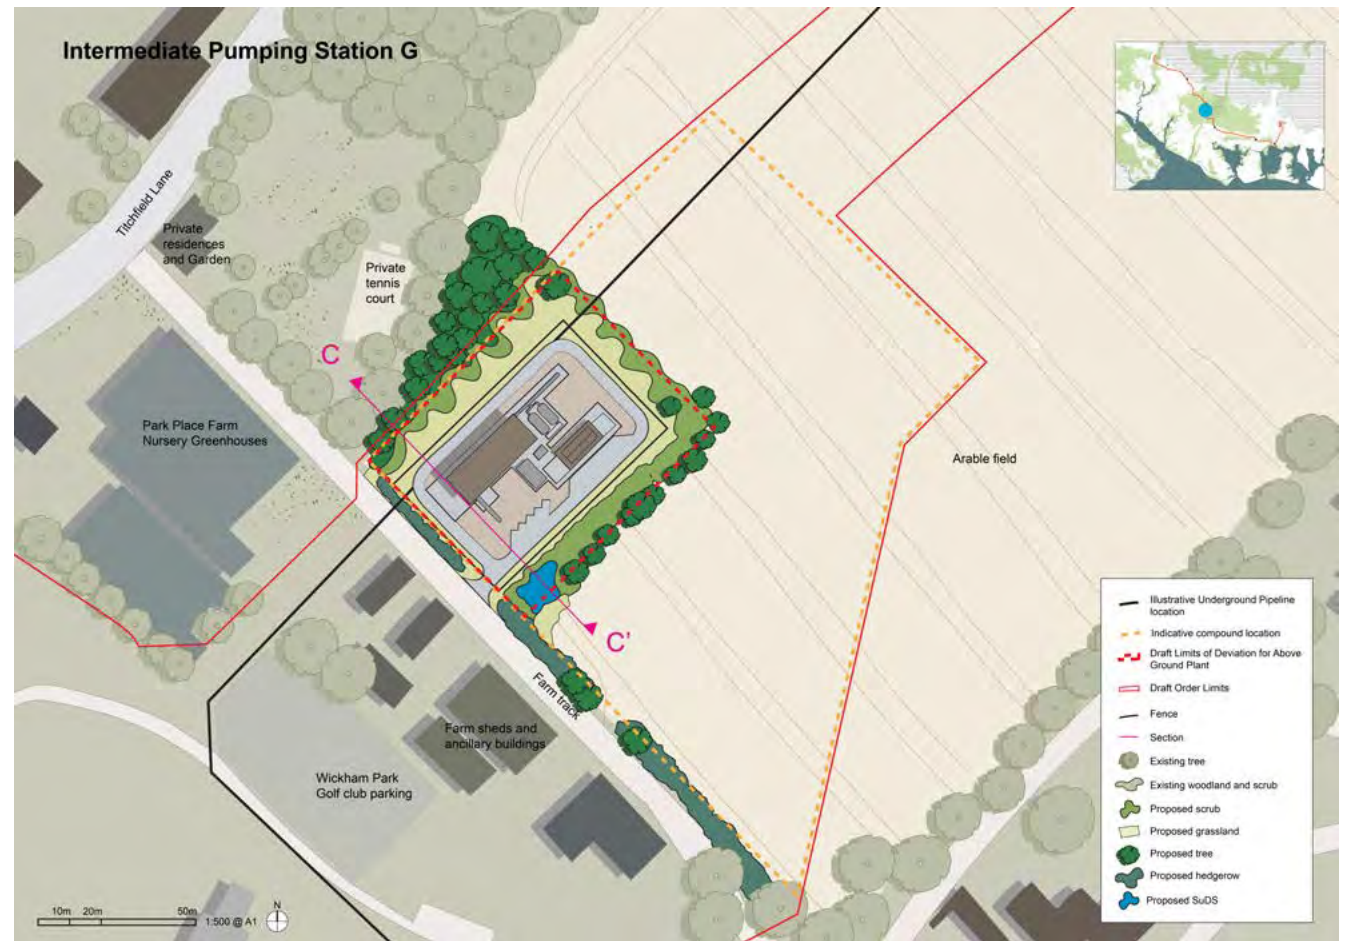 Intermediate Pumping Station G
Titchfield Lane
Private
residences
and Garden
Private
tennis
court
C
Park Place Farm
Nursery Greenhouses
Arable field
C'
Farm track
Farm sheds and
ancillary buildings
Wickham Park
Golf club parking
Illustrative Underground Pipeline
location
Indicative compound location
Draft Limits of Deviation for Above
Ground Plant
Draft Order Limits
Fence
Section
Existing tree
Existing woodland and scrub
Proposed scrub
Proposed grassland
Proposed tree
Proposed hedgerow
Proposed SuDS
10m 20m 50m
1:500 @ A1
N